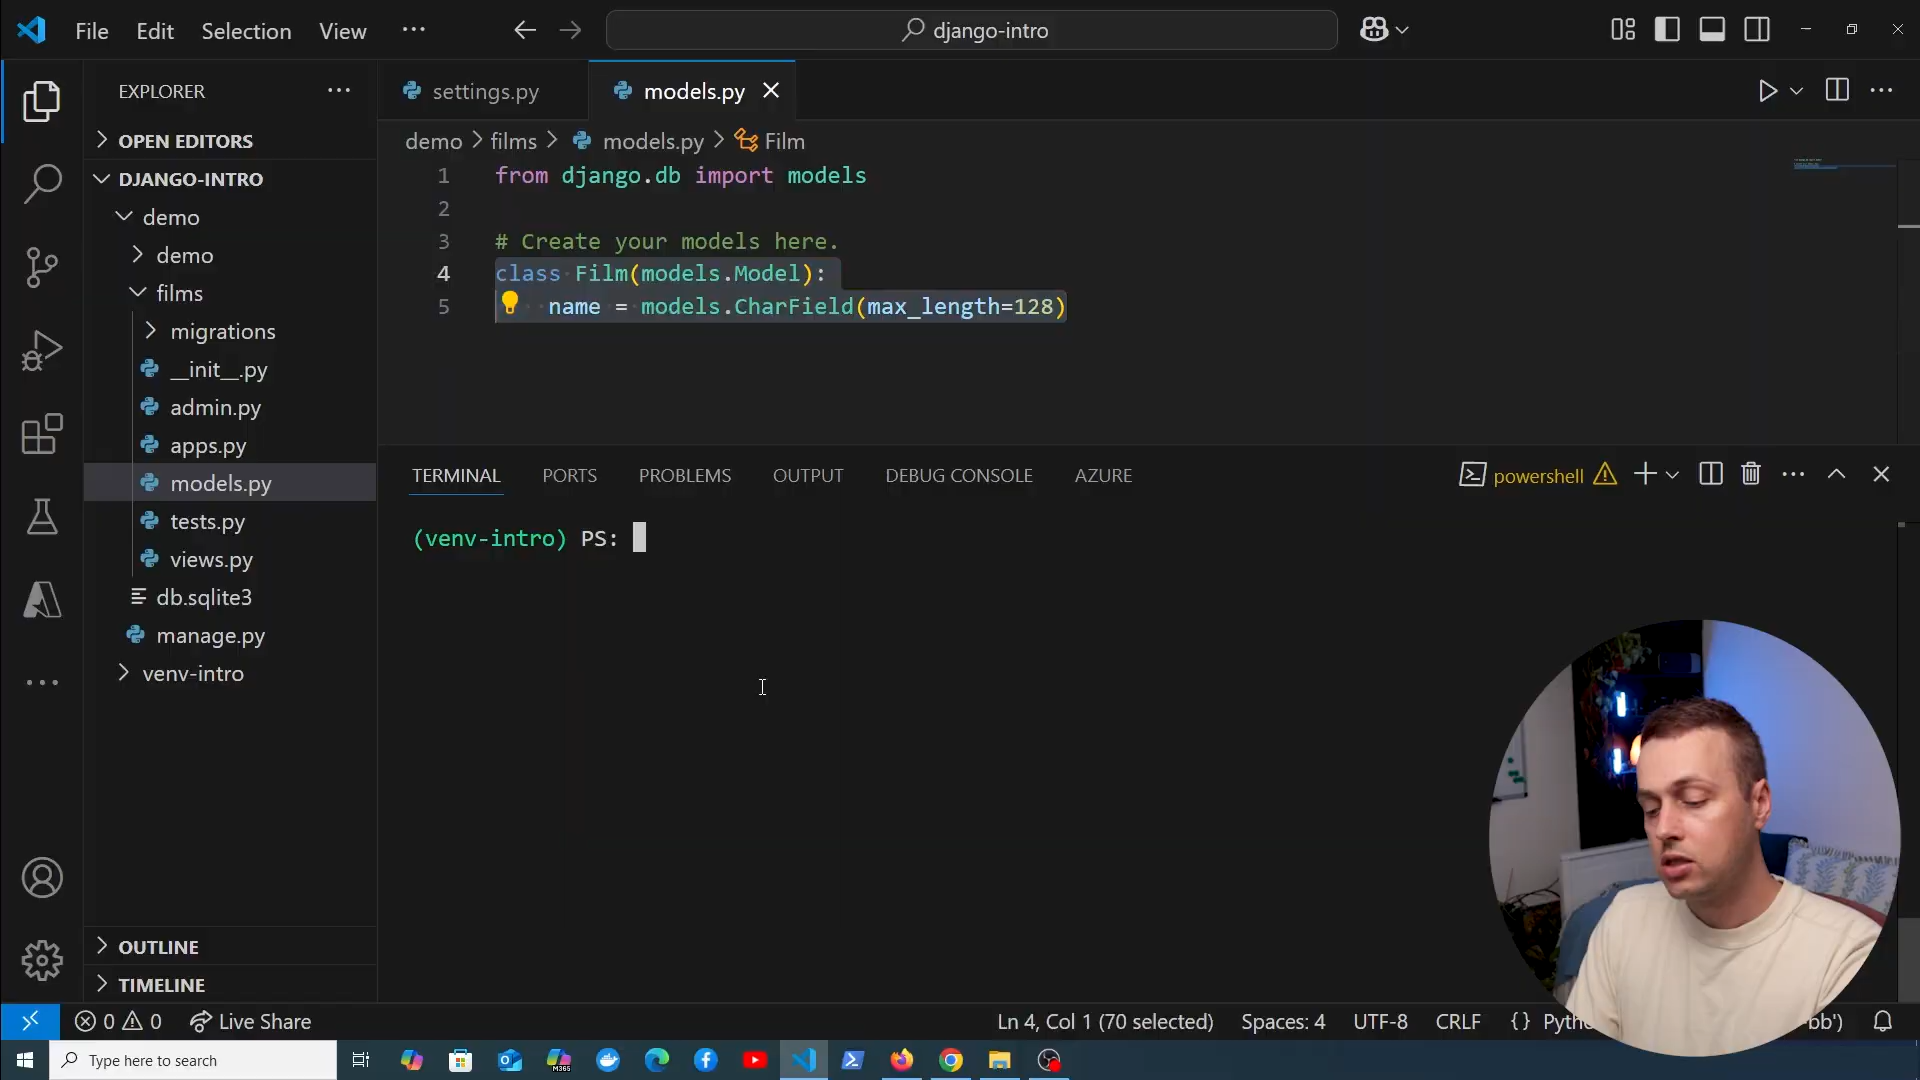 File Edit Selection View ··· django-intro
EXPLORER ···
OPEN EDITORS
DJANGO-INTRO
demo
demo
films
migrations
__init__.py
admin.py
apps.py
models.py
tests.py
views.py
db.sqlite3
manage.py
venv-intro
OUTLINE
TIMELINE
settings.py models.py
demo > films > models.py > Film
1 from django.db import models
2
3 # Create your models here.
4 class Film(models.Model):
5 name = models.CharField(max_length=128)
TERMINAL PORTS PROBLEMS OUTPUT DEBUG CONSOLE AZURE powershell
(venv-intro) PS:
0 0 Live Share Ln 4, Col 1 (70 selected) Spaces: 4 UTF-8 CRLF {} -bb')
Type here to search M365